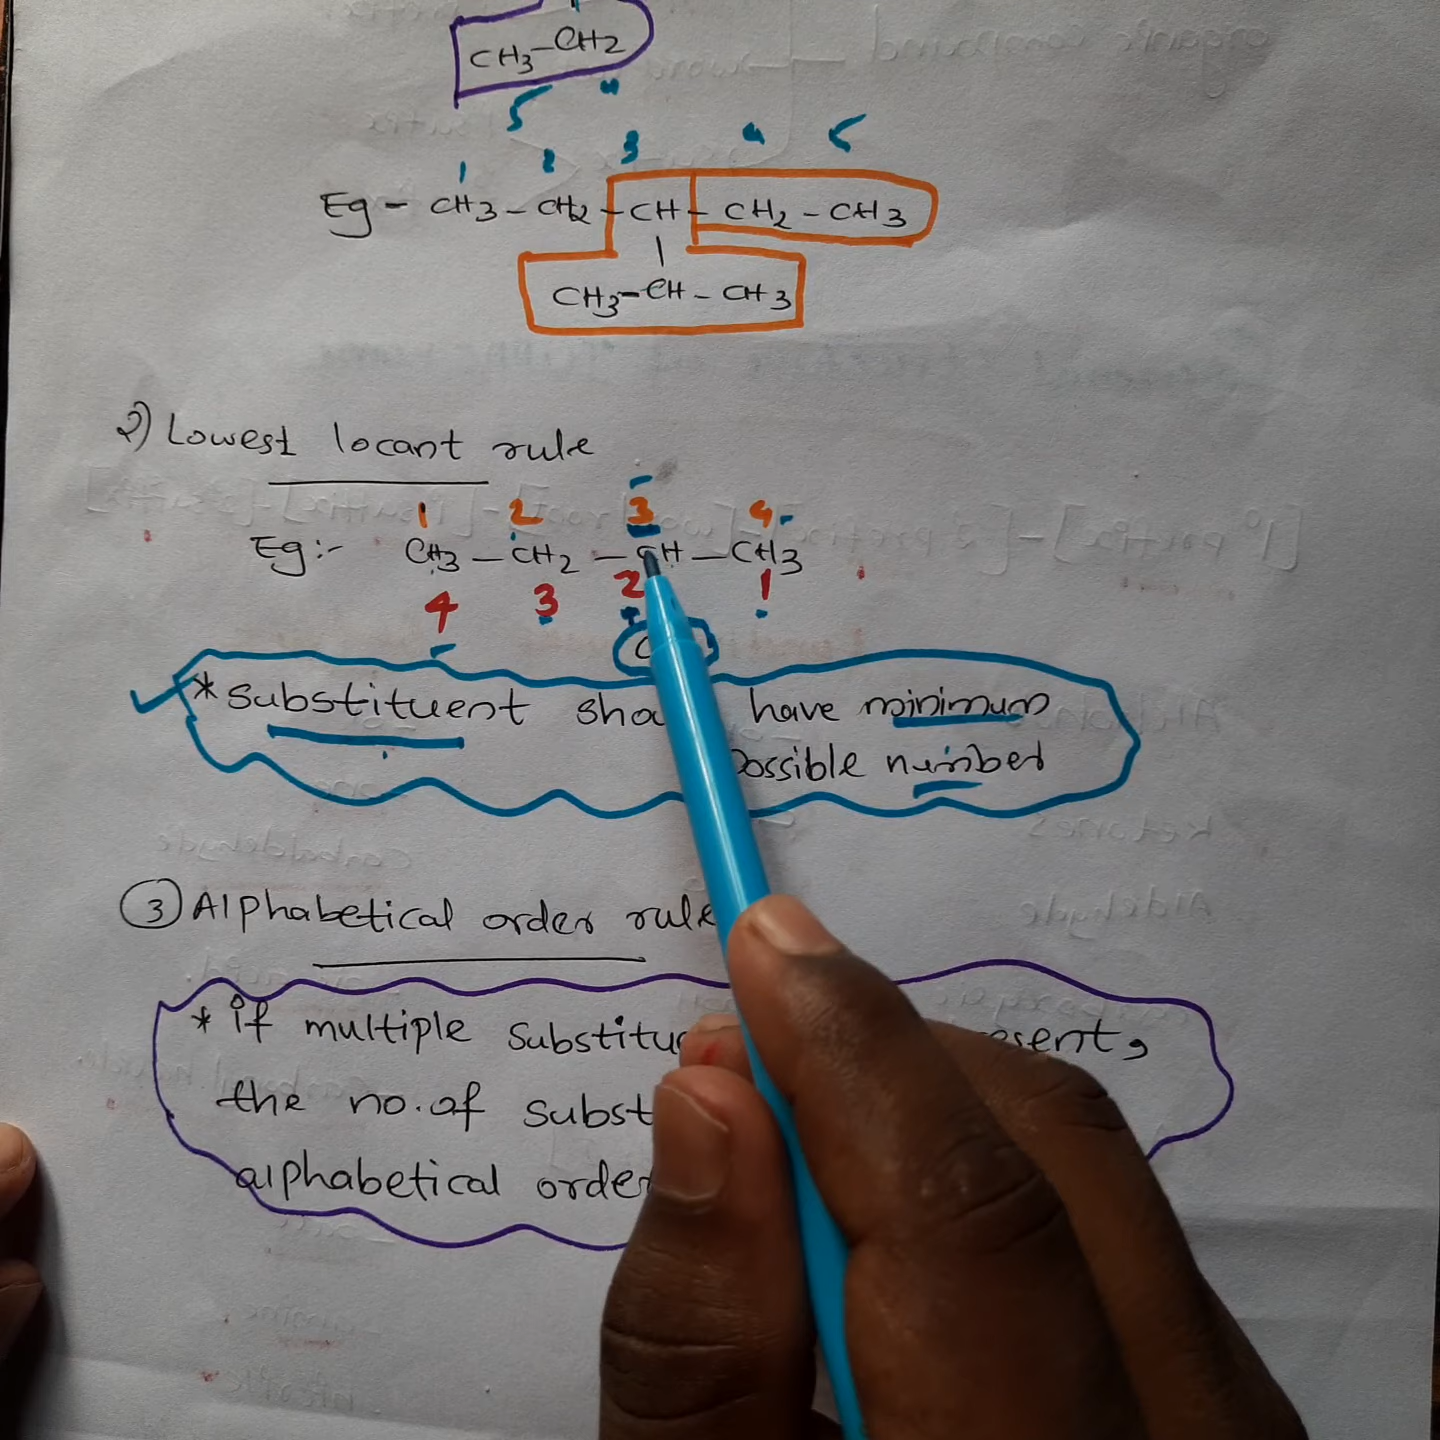 CH3-CH2
5 4
1 2 3 4 5
Eg - CH3 - CH2 - CH - CH2 - CH3
CH3-CH-CH3
2) Lowest locant rule
1 2 3 4
Eg:- CH3 - CH2 - CH - CH3
4 3 2 1
*substituent have minimum
possible number
3 Alphabetical order rule
* if multiple
the no.of
alphabetical order